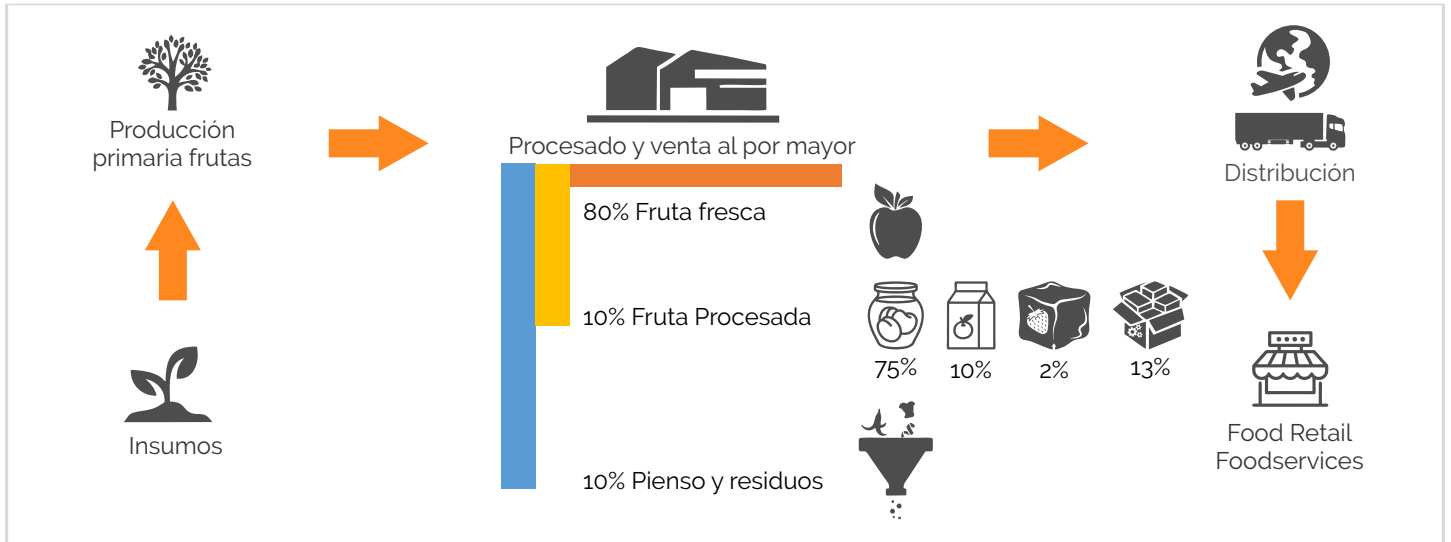 Producción
primaria frutas
Insumos
Procesado y venta al por mayor
80% Fruta fresca
10% Fruta Procesada
75%
10%
2%
13%
10% Pienso y residuos
Distribución
Food Retail
Foodservices